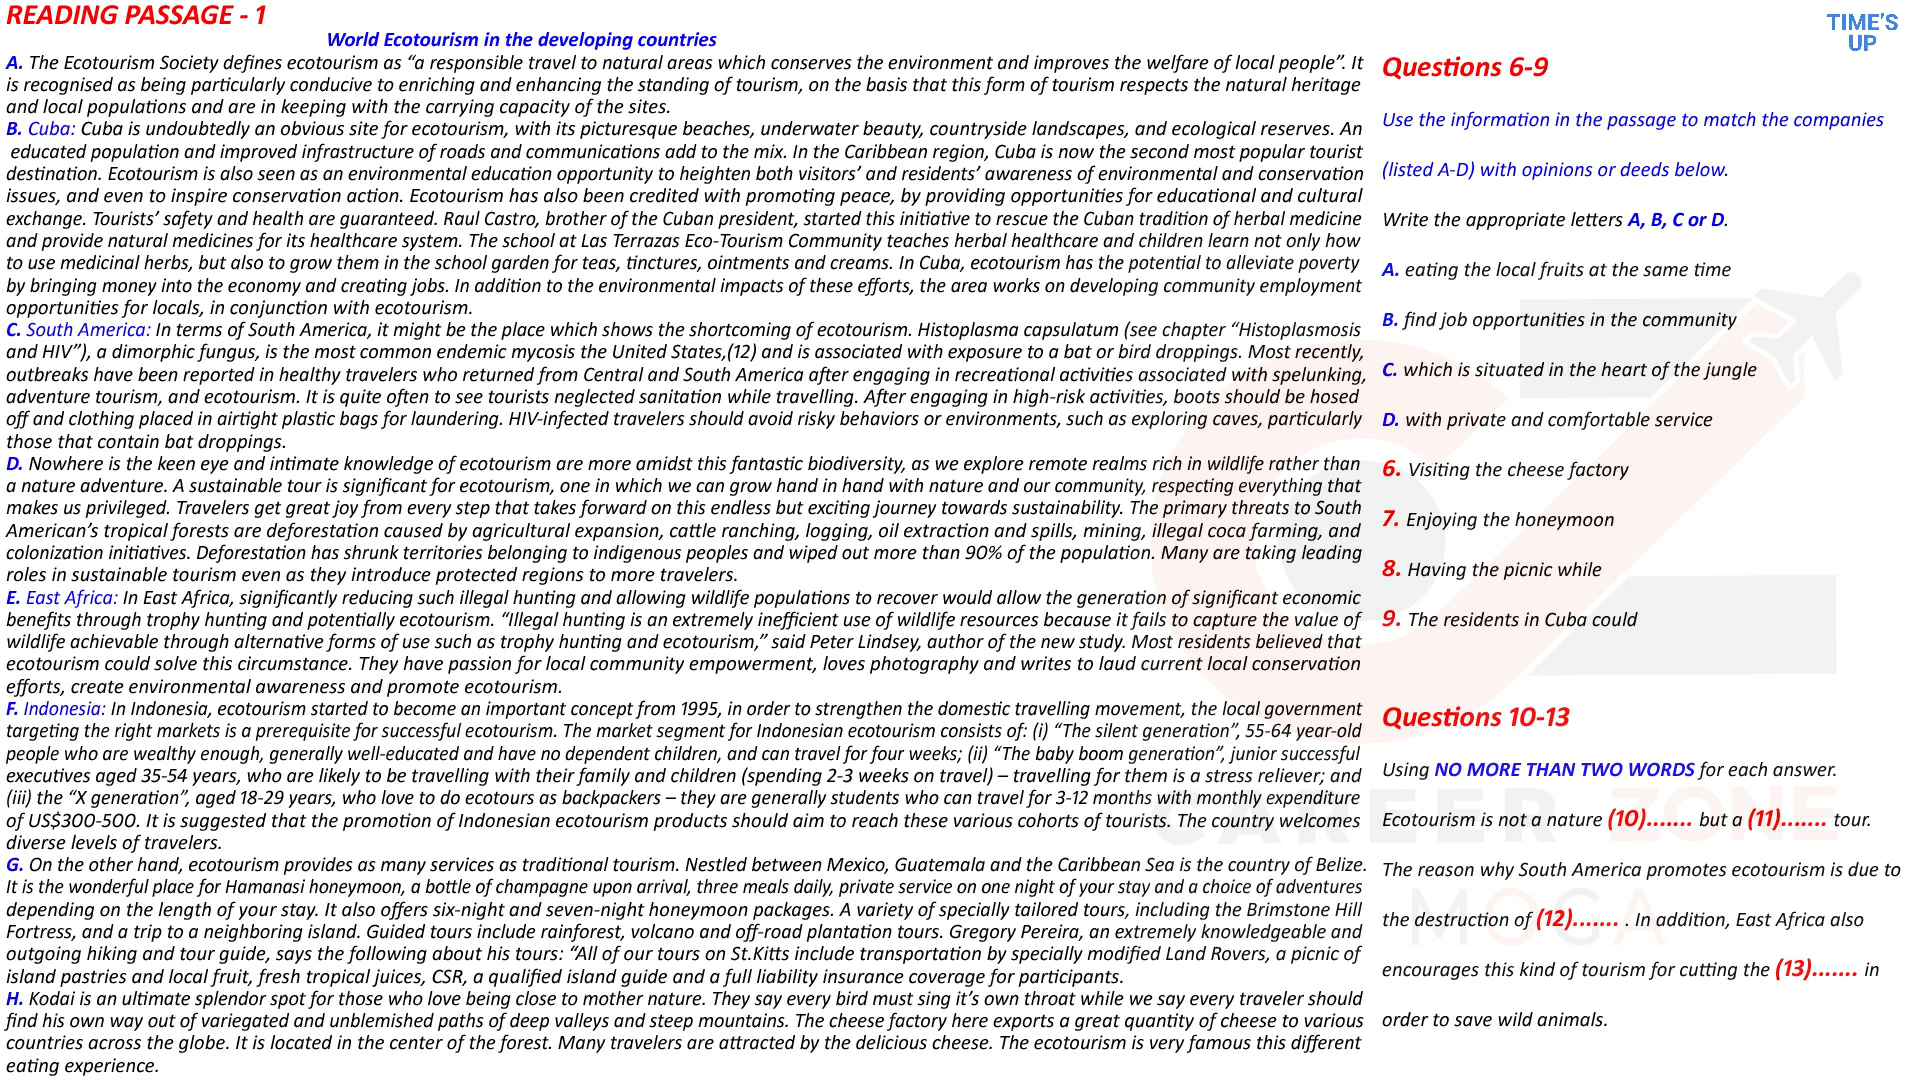 READING PASSAGE - 1
World Ecotourism in the developing countries
A. The Ecotourism Society defines ecotourism as “a responsible travel to natural areas which conserves the environment and improves the welfare of local people”. It
is recognised as being particularly conducive to enriching and enhancing the standing of tourism, on the basis that this form of tourism respects the natural heritage
and local populations and are in keeping with the carrying capacity of the sites.
B. Cuba: Cuba is undoubtedly an obvious site for ecotourism, with its picturesque beaches, underwater beauty, countryside landscapes, and ecological reserves. An
educated population and improved infrastructure of roads and communications add to the mix. In the Caribbean region, Cuba is now the second most popular tourist
destination. Ecotourism is also seen as an environmental education opportunity to heighten both visitors’ and residents’ awareness of environmental and conservation
issues, and even to inspire conservation action. Ecotourism has also been credited with promoting peace, by providing opportunities for educational and cultural
exchange. Tourists’ safety and health are guaranteed. Raul Castro, brother of the Cuban president, started this initiative to rescue the Cuban tradition of herbal medicine
and provide natural medicines for its healthcare system. The school at Las Terrazas Eco-Tourism Community teaches herbal healthcare and children learn not only how
to use medicinal herbs, but also to grow them in the school garden for teas, tinctures, ointments and creams. In Cuba, ecotourism has the potential to alleviate poverty
by bringing money into the economy and creating jobs. In addition to the environmental impacts of these efforts, the area works on developing community employment
opportunities for locals, in conjunction with ecotourism.
C. South America: In terms of South America, it might be the place which shows the shortcoming of ecotourism. Histoplasma capsulatum (see chapter “Histoplasmosis
and HIV”), a dimorphic fungus, is the most common endemic mycosis the United States,(12) and is associated with exposure to a bat or bird droppings. Most recently,
outbreaks have been reported in healthy travelers who returned from Central and South America after engaging in recreational activities associated with spelunking,
adventure tourism, and ecotourism. It is quite often to see tourists neglected sanitation while travelling. After engaging in high-risk activities, boots should be hosed
off and clothing placed in airtight plastic bags for laundering. HIV-infected travelers should avoid risky behaviors or environments, such as exploring caves, particularly
those that contain bat droppings.
D. Nowhere is the keen eye and intimate knowledge of ecotourism are more amidst this fantastic biodiversity, as we explore remote realms rich in wildlife rather than
a nature adventure. A sustainable tour is significant for ecotourism, one in which we can grow hand in hand with nature and our community, respecting everything that
makes us privileged. Travelers get great joy from every step that takes forward on this endless but exciting journey towards sustainability. The primary threats to South
American’s tropical forests are deforestation caused by agricultural expansion, cattle ranching, logging, oil extraction and spills, mining, illegal coca farming, and
colonization initiatives. Deforestation has shrunk territories belonging to indigenous peoples and wiped out more than 90% of the population. Many are taking leading
roles in sustainable tourism even as they introduce protected regions to more travelers.
E. East Africa: In East Africa, significantly reducing such illegal hunting and allowing wildlife populations to recover would allow the generation of significant economic
benefits through trophy hunting and potentially ecotourism. “Illegal hunting is an extremely inefficient use of wildlife resources because it fails to capture the value of
wildlife achievable through alternative forms of use such as trophy hunting and ecotourism,” said Peter Lindsey, author of the new study. Most residents believed that
ecotourism could solve this circumstance. They have passion for local community empowerment, loves photography and writes to laud current local conservation
efforts, create environmental awareness and promote ecotourism.
F. Indonesia: In Indonesia, ecotourism started to become an important concept from 1995, in order to strengthen the domestic travelling movement, the local government
targeting the right markets is a prerequisite for successful ecotourism. The market segment for Indonesian ecotourism consists of: (i) “The silent generation”, 55-64 year-old
people who are wealthy enough, generally well-educated and have no dependent children, and can travel for four weeks; (ii) “The baby boom generation”, junior successful
executives aged 35-54 years, who are likely to be travelling with their family and children (spending 2-3 weeks on travel) – travelling for them is a stress reliever; and
(iii) the “X generation”, aged 18-29 years, who love to do ecotours as backpackers – they are generally students who can travel for 3-12 months with monthly expenditure
of US$300-500. It is suggested that the promotion of Indonesian ecotourism products should aim to reach these various cohorts of tourists. The country welcomes
diverse levels of travelers.
G. On the other hand, ecotourism provides as many services as traditional tourism. Nestled between Mexico, Guatemala and the Caribbean Sea is the country of Belize.
It is the wonderful place for Hamanasi honeymoon, a bottle of champagne upon arrival, three meals daily, private service on one night of your stay and a choice of adventures
depending on the length of your stay. It also offers six-night and seven-night honeymoon packages. A variety of specially tailored tours, including the Brimstone Hill
Fortress, and a trip to a neighboring island. Guided tours include rainforest, volcano and off-road plantation tours. Gregory Pereira, an extremely knowledgeable and
outgoing hiking and tour guide, says the following about his tours: “All of our tours on St.Kitts include transportation by specially modified Land Rovers, a picnic of
island pastries and local fruit, fresh tropical juices, CSR, a qualified island guide and a full liability insurance coverage for participants.
H. Kodai is an ultimate splendor spot for those who love being close to mother nature. They say every bird must sing it’s own throat while we say every traveler should
find his own way out of variegated and unblemished paths of deep valleys and steep mountains. The cheese factory here exports a great quantity of cheese to various
countries across the globe. It is located in the center of the forest. Many travelers are attracted by the delicious cheese. The ecotourism is very famous this different
eating experience.
TIME’S
UP
Questions 6-9
Use the information in the passage to match the companies
(listed A-D) with opinions or deeds below.
Write the appropriate letters A, B, C or D.
A. eating the local fruits at the same time
B. find job opportunities in the community
C. which is situated in the heart of the jungle
D. with private and comfortable service
6. Visiting the cheese factory
7. Enjoying the honeymoon
8. Having the picnic while
9. The residents in Cuba could
Questions 10-13
Using NO MORE THAN TWO WORDS for each answer.
Ecotourism is not a nature (10)....... but a (11)....... tour.
The reason why South America promotes ecotourism is due to
the destruction of (12)....... . In addition, East Africa also
encourages this kind of tourism for cutting the (13)....... in
order to save wild animals.
CAREER ZONE
MOGA